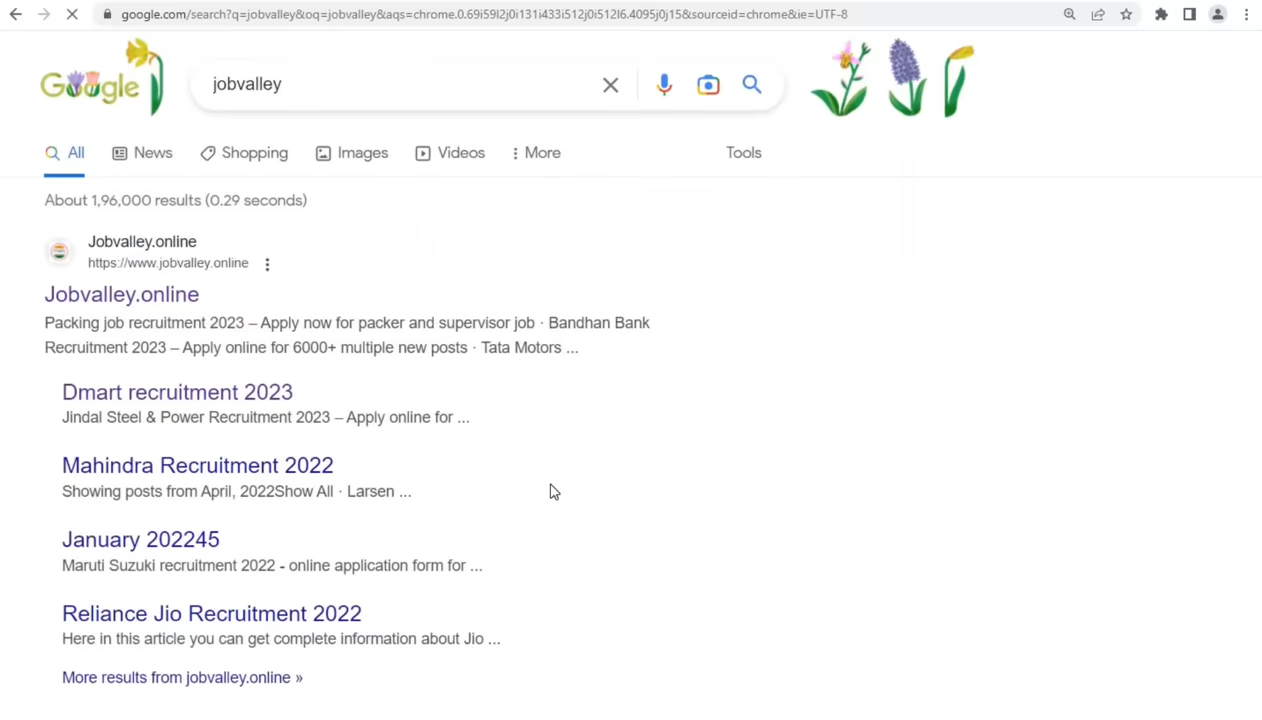 google.com/search?q=jobvalley&oq=jobvalley&aqs=chrome.0.69i59l2j0i131i433i512j0i512l6.4095j0j15&sourceid=chrome&ie=UTF-8
Google
jobvalley
All News Shopping Images Videos More Tools
About 1,96,000 results (0.29 seconds)
Jobvalley.online
https://www.jobvalley.online
Jobvalley.online
Packing job recruitment 2023 – Apply now for packer and supervisor job · Bandhan Bank
Recruitment 2023 – Apply online for 6000+ multiple new posts · Tata Motors ...
Dmart recruitment 2023
Jindal Steel & Power Recruitment 2023 – Apply online for ...
Mahindra Recruitment 2022
Showing posts from April, 2022Show All · Larsen ...
January 202245
Maruti Suzuki recruitment 2022 - online application form for ...
Reliance Jio Recruitment 2022
Here in this article you can get complete information about Jio ...
More results from jobvalley.online »